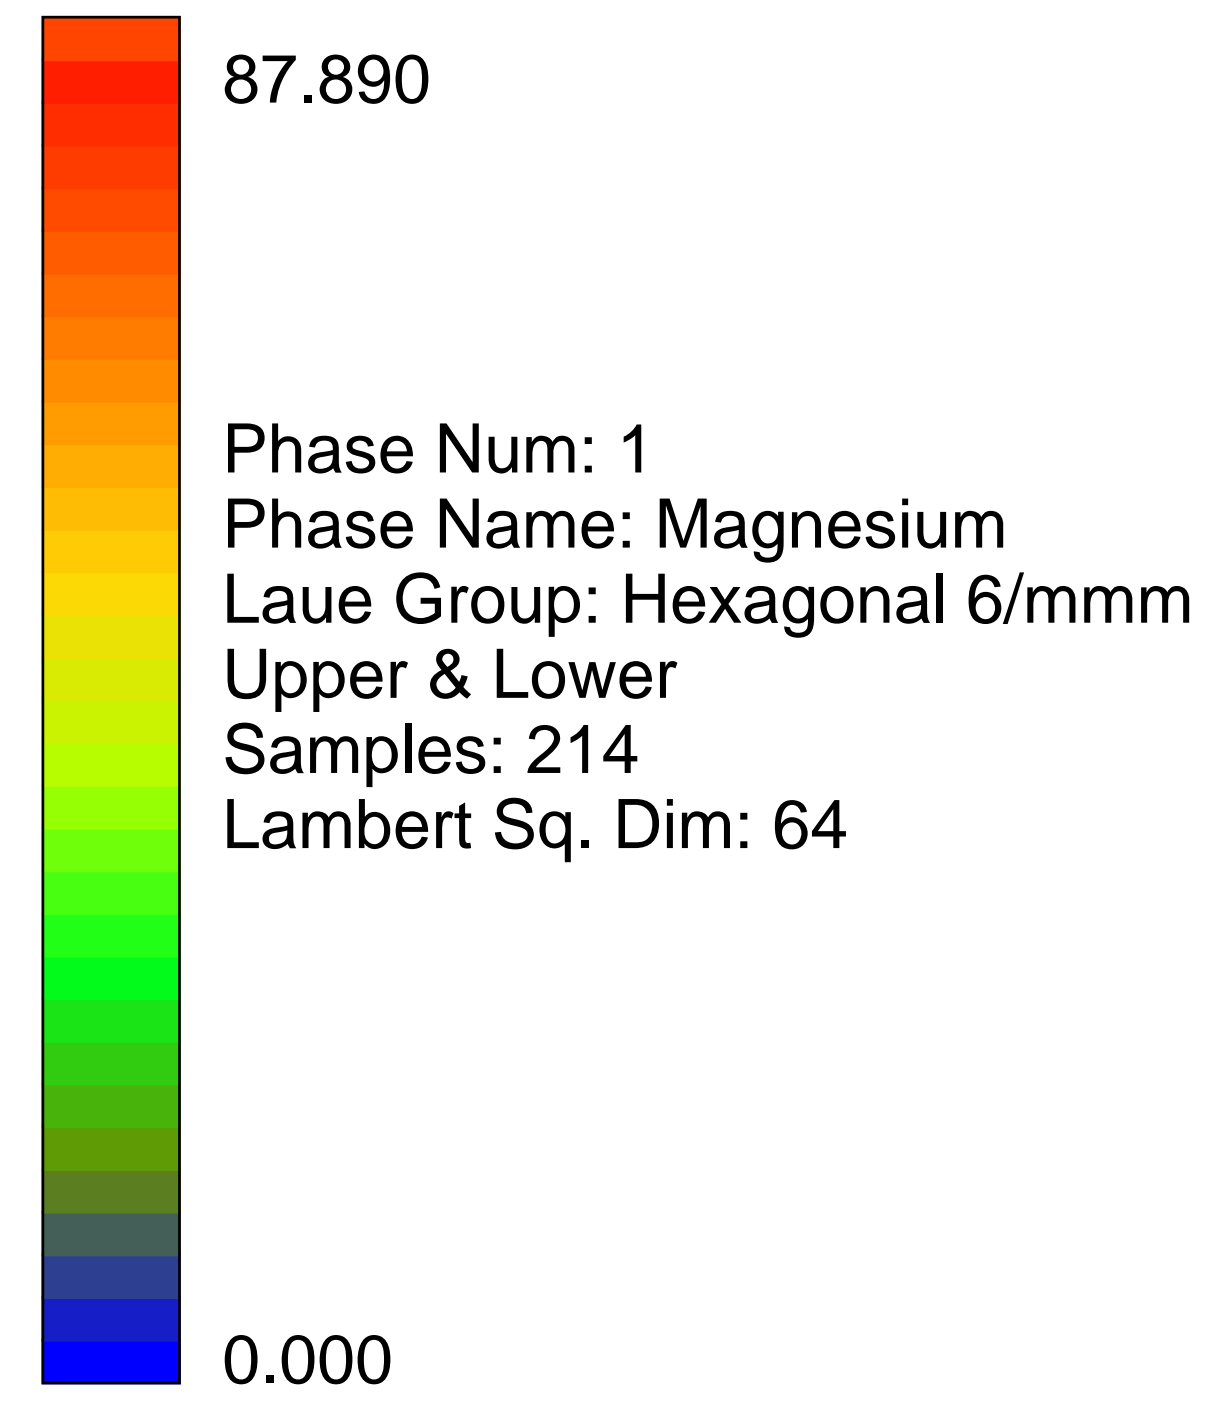 87.890
Phase Num: 1
Phase Name: Magnesium
Laue Group: Hexagonal 6/mmm
Upper & Lower
Samples: 214
Lambert Sq. Dim: 64
0.000